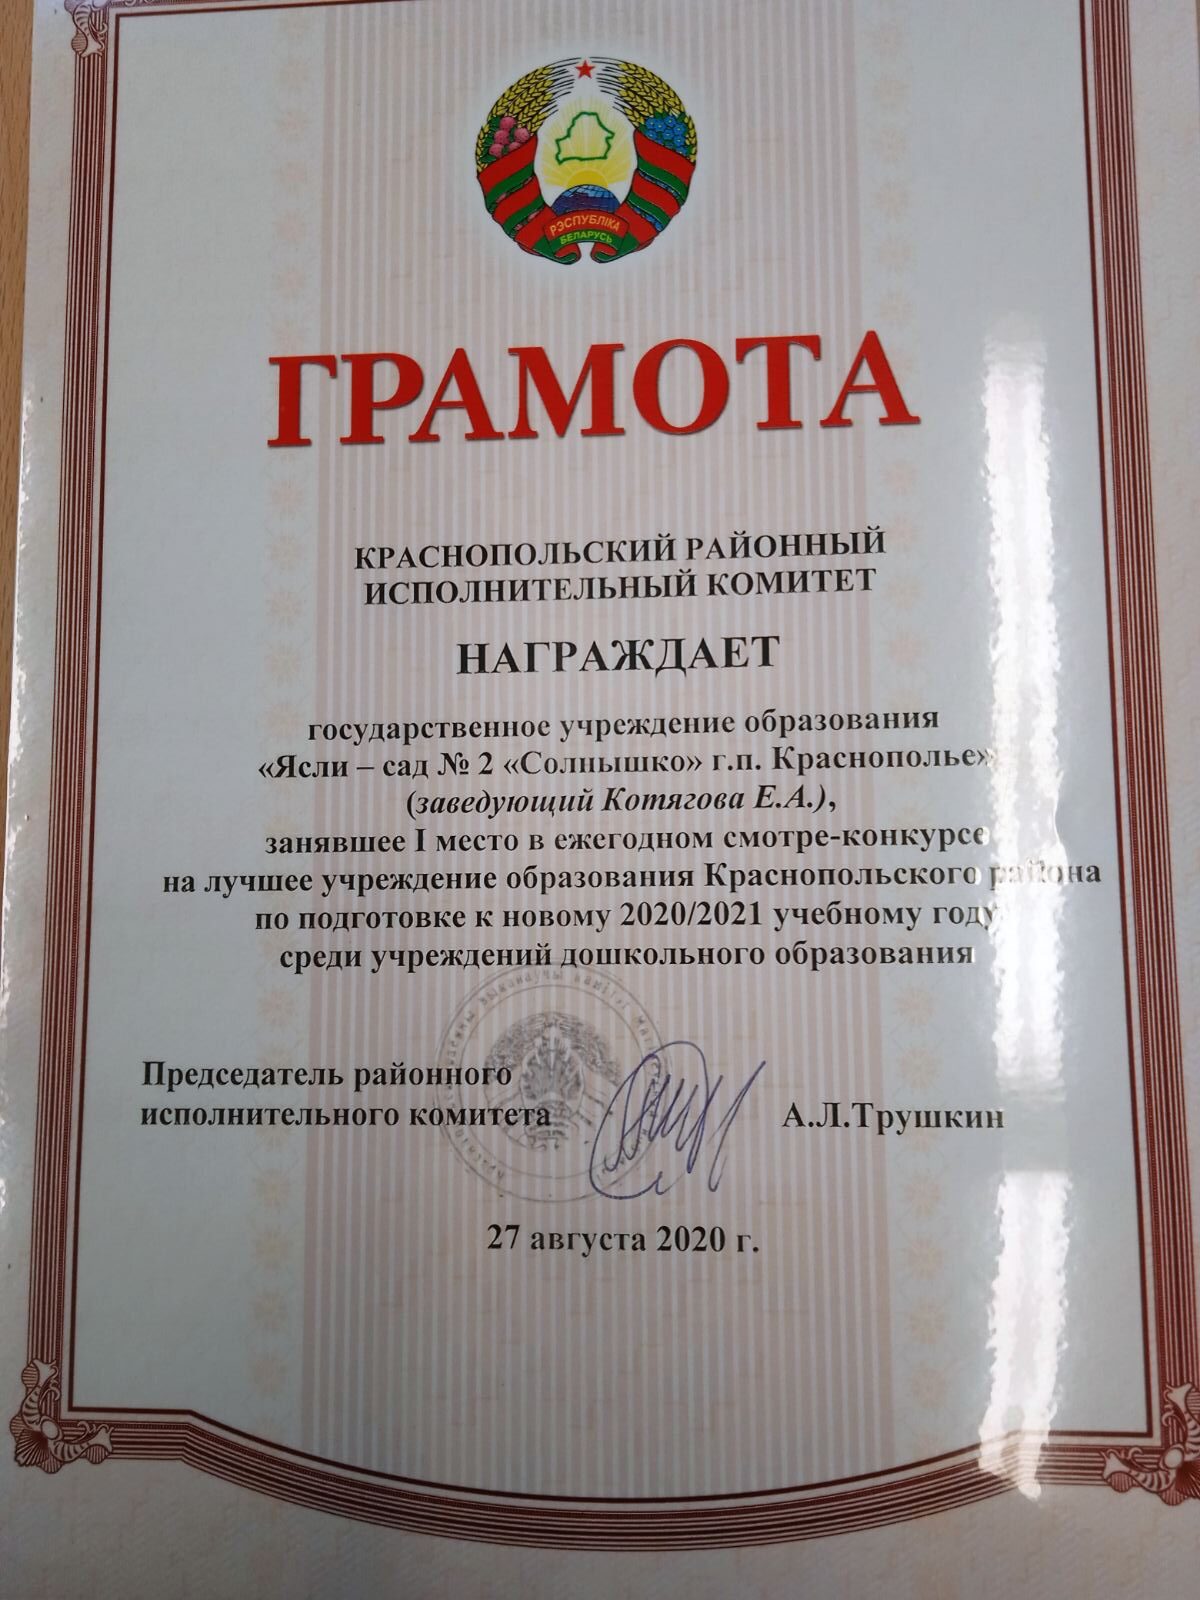 РЭСПУБЛІКА
БЕЛАРУСЬ
ГРАМОТА
КРАСНОПОЛЬСКИЙ РАЙОННЫЙ
ИСПОЛНИТЕЛЬНЫЙ КОМИТЕТ
НАГРАЖДАЕТ
государственное учреждение образования
«Ясли – сад № 2 «Солнышко» г.п. Краснополье»
(заведующий Котягова Е.А.),
занявшее I место в ежегодном смотре-конкурсе
на лучшее учреждение образования Краснопольского района
по подготовке к новому 2020/2021 учебному году
среди учреждений дошкольного образования
Председатель районного
исполнительного комитета
А.Л.Трушкин
27 августа 2020 г.